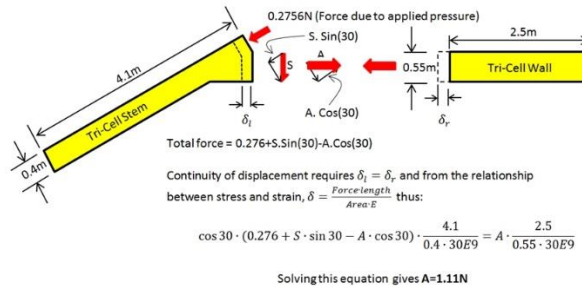 0.2756N (Force due to applied pressure)
S. Sin(30)
2.5m
4.1m
S
A
0.55m
Tri-Cell Wall
Tri-Cell Stem
A. Cos(30)
δₗ
δᵣ
0.4m
Total force = 0.276+S.Sin(30)-A.Cos(30)
Continuity of displacement requires δₗ = δᵣ and from the relationship
between stress and strain, δ = Force·length / Area·E thus:
cos 30 · (0.276 + S · sin 30 − A · cos 30) · 4.1 / 0.4 · 30E9 = A · 2.5 / 0.55 · 30E9
Solving this equation gives A=1.11N